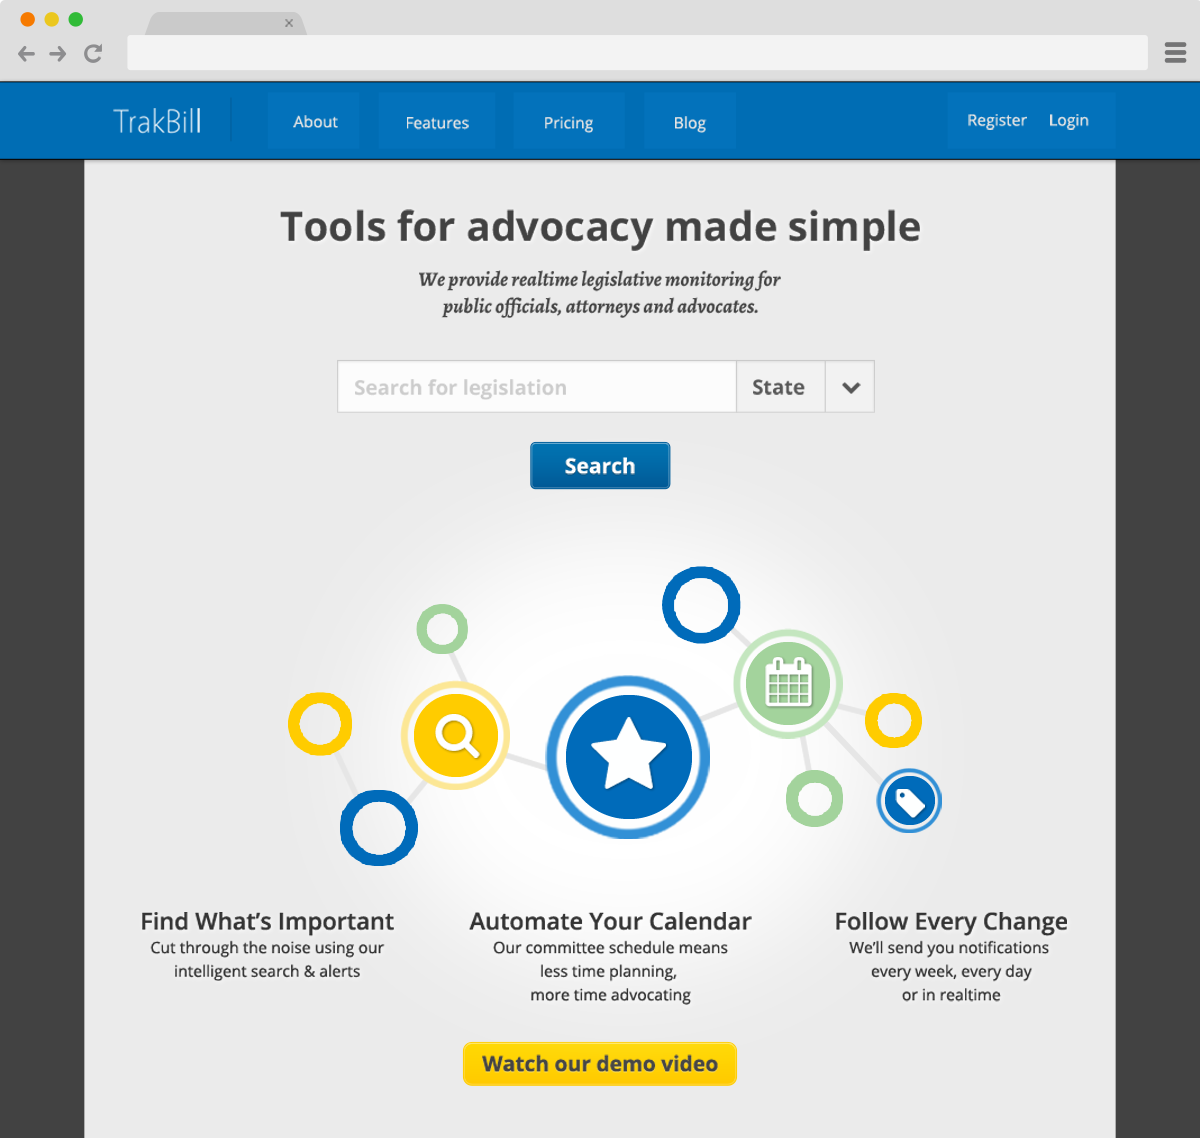 TrakBill
About
Features
Pricing
Blog
Register
Login
Tools for advocacy made simple
We provide realtime legislative monitoring for
public officials, attorneys and advocates.
Search for legislation
State
Search
Find What’s Important
Cut through the noise using our
intelligent search & alerts
Automate Your Calendar
Our committee schedule means
less time planning,
more time advocating
Follow Every Change
We’ll send you notifications
every week, every day
or in realtime
Watch our demo video